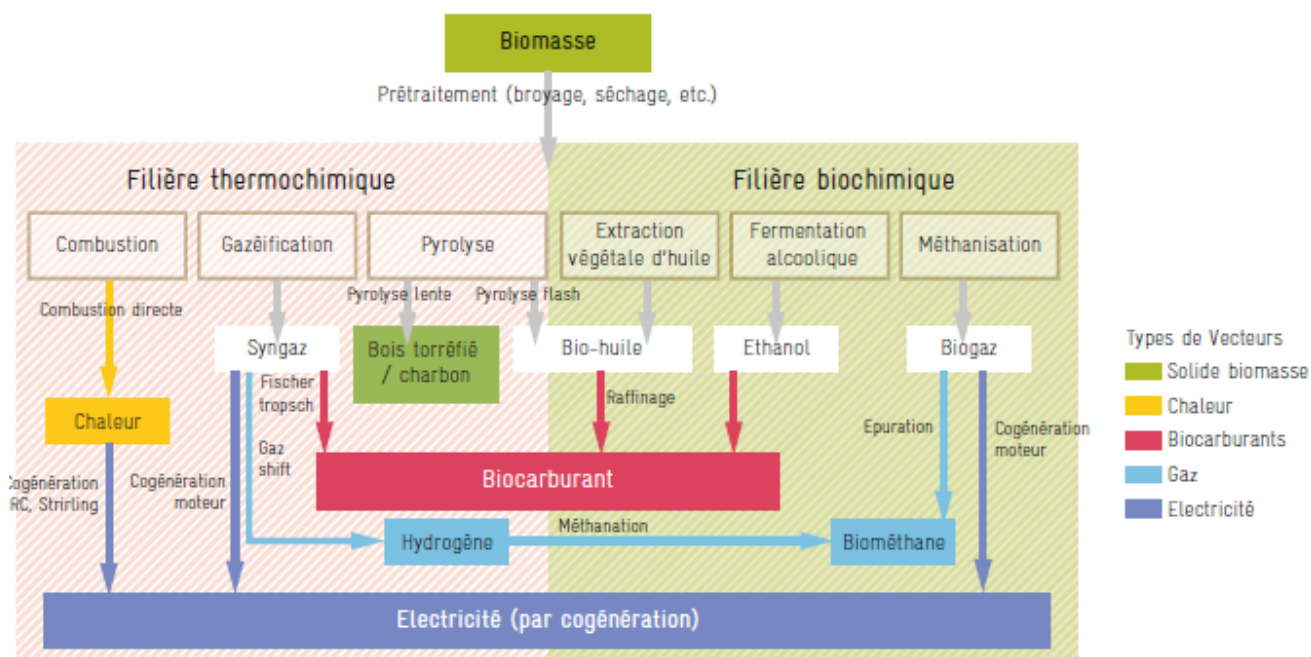 Biomasse
Prétraitement (broyage, séchage, etc.)
Filière thermochimique
Filière biochimique
Combustion
Gazéification
Pyrolyse
Extraction
végétale d'huile
Fermentation
alcoolique
Méthanisation
Combustion directe
Pyrolyse lente
Pyrolyse flash
Syngaz
Bois torréfié
/ charbon
Bio-huile
Ethanol
Biogaz
Fischer
tropsch
Raffinage
Chaleur
Gaz
shift
Epuration
Cogénération
moteur
Biocarburant
Cogénération
RC, Strirling
Cogénération
moteur
Hydrogène
Méthanation
Biométhane
Electricité (par cogénération)
Types de Vecteurs
Solide biomasse
Chaleur
Biocarburants
Gaz
Electricité